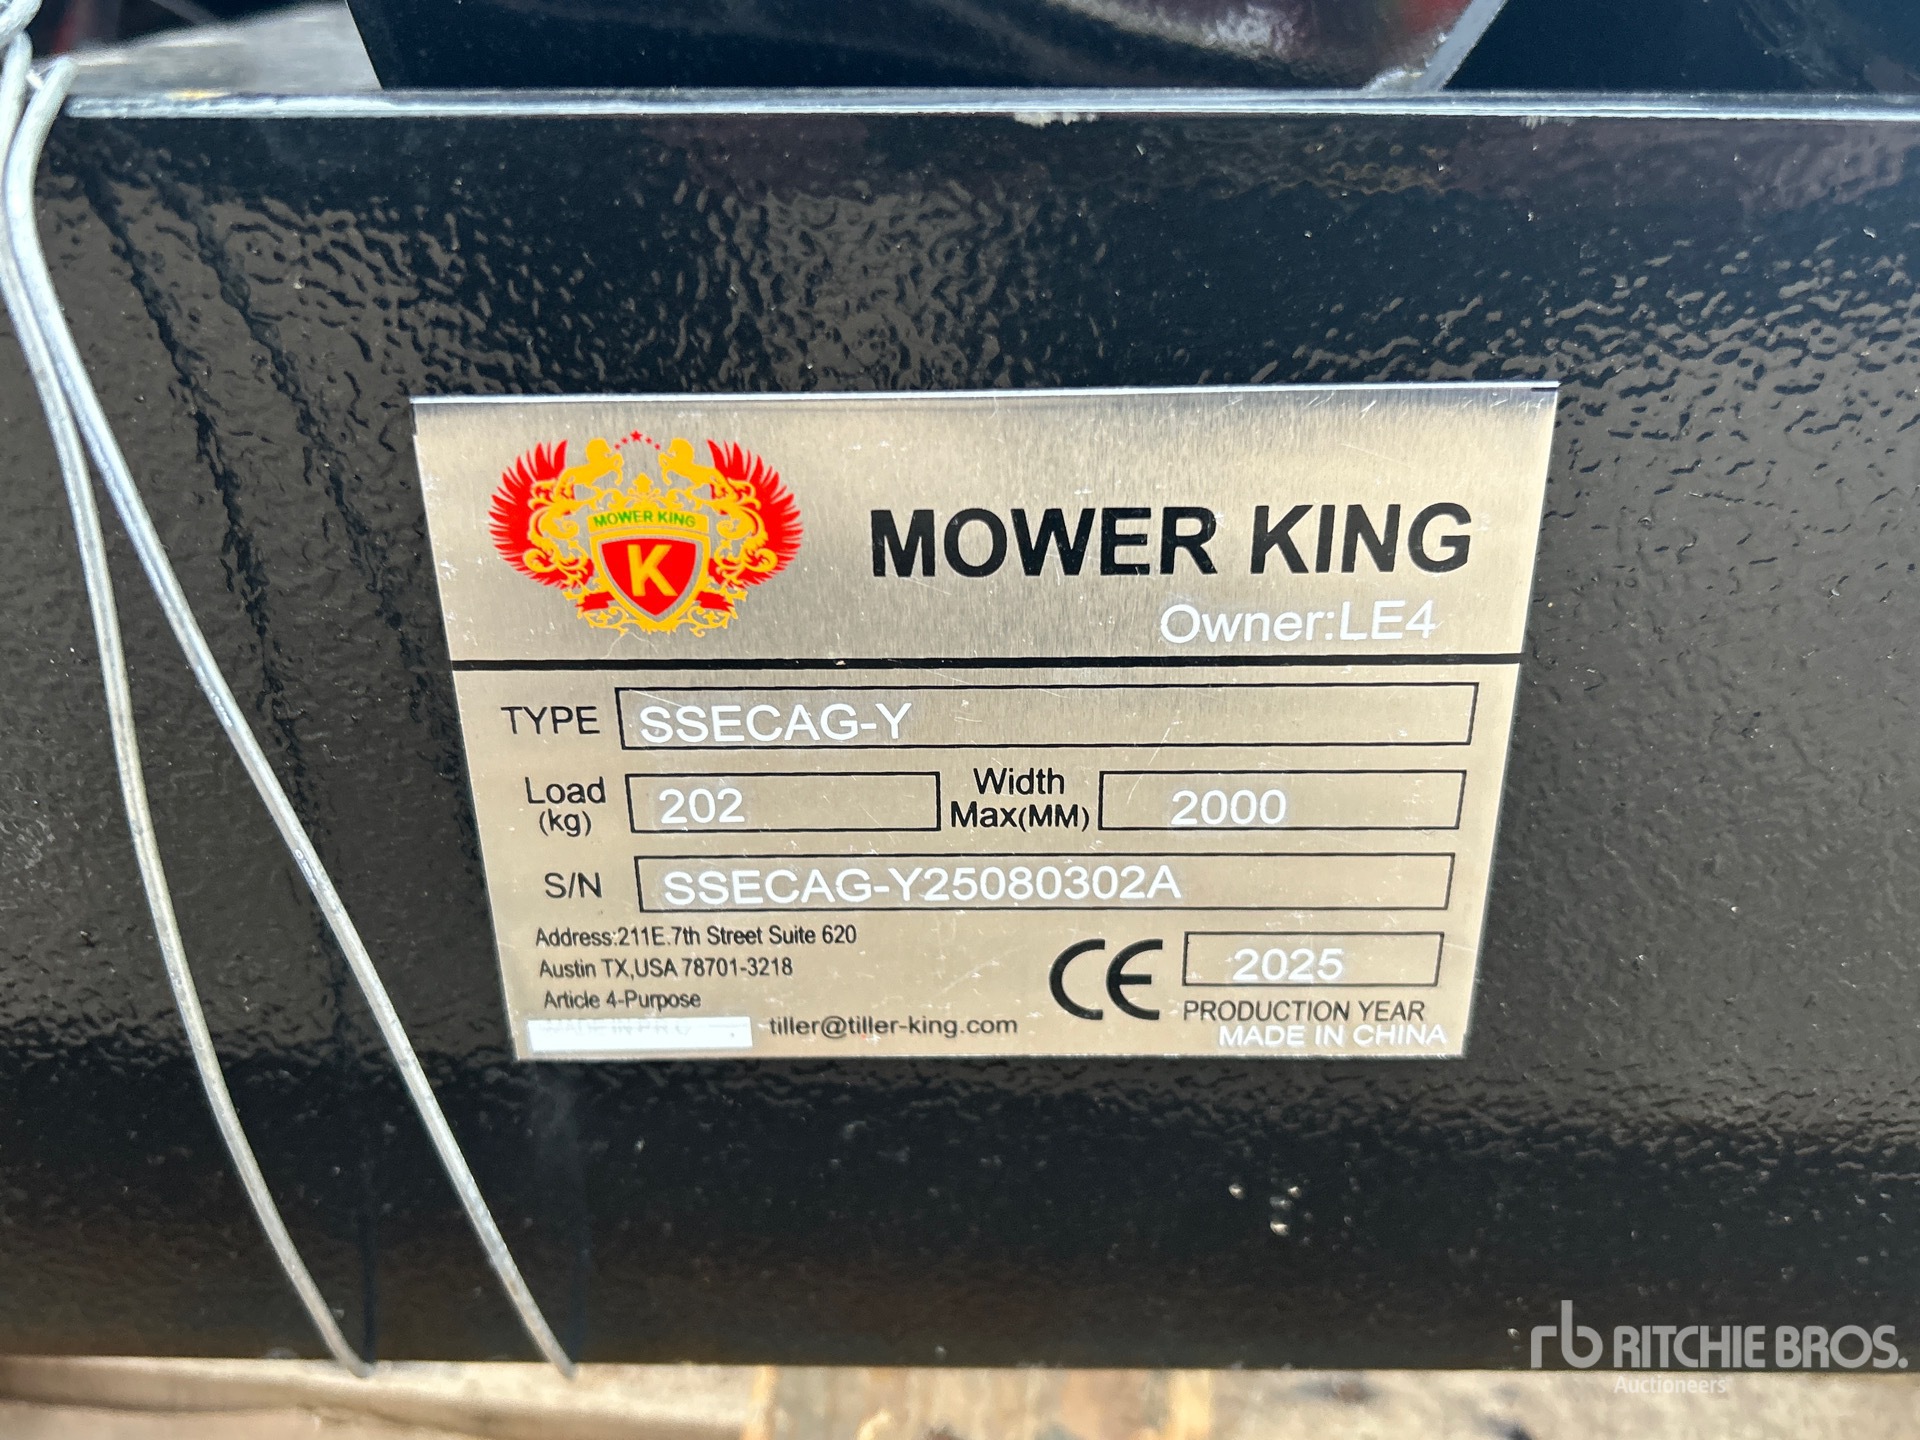 MOWER KING
K
MOWER KING
Owner:LE4
TYPE SSECAG-Y
Load (kg) 202 Width Max(MM) 2000
S/N SSECAG-Y25080302A
Address:211E.7th Street Suite 620
Austin TX,USA 78701-3218
Article 4-Purpose
tiller@tiller-king.com
CE 2025
PRODUCTION YEAR
MADE IN CHINA
rb RITCHIE BROS.
Auctioneers